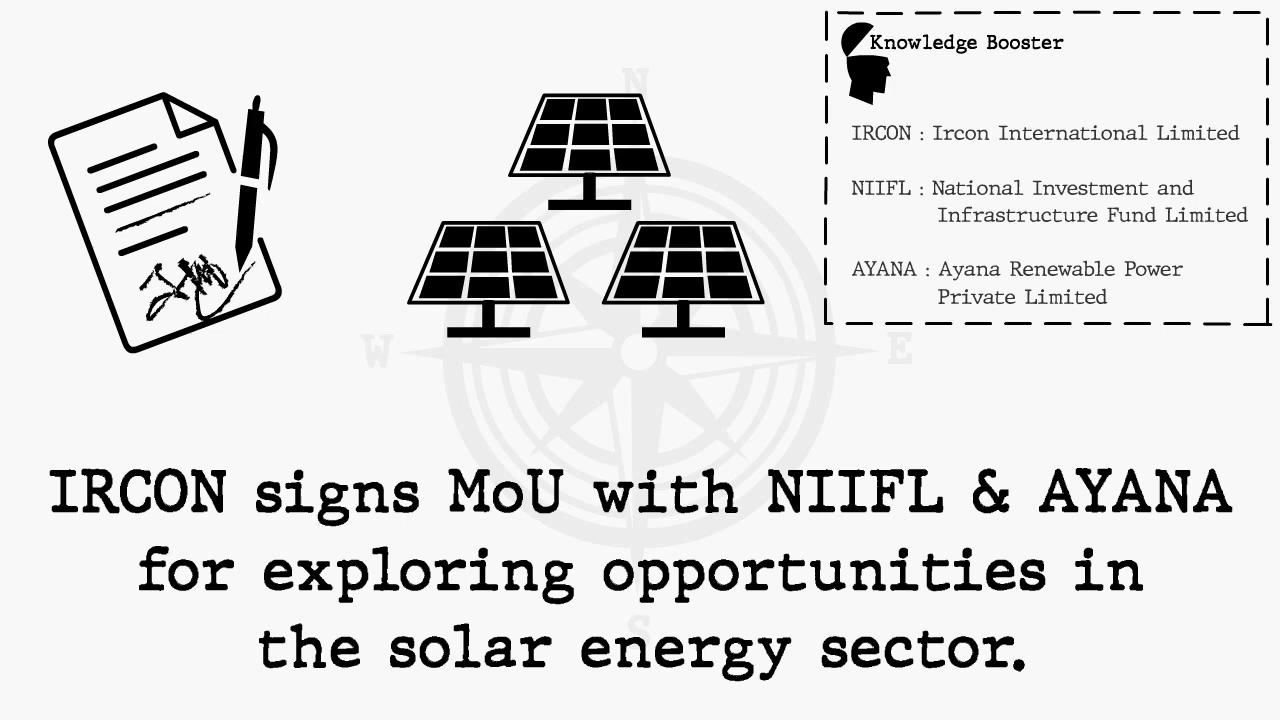 Knowledge Booster
IRCON : Ircon International Limited
NIIFL : National Investment and
Infrastructure Fund Limited
AYANA : Ayana Renewable Power
Private Limited
N
W
E
S
IRCON signs MoU with NIIFL & AYANA
for exploring opportunities in
the solar energy sector.